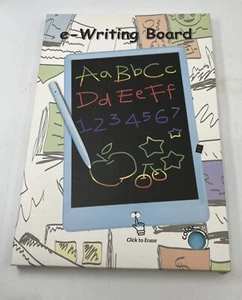 e-Writing Board
AaBbCc
DdEeFf
1234567
Click to Erase